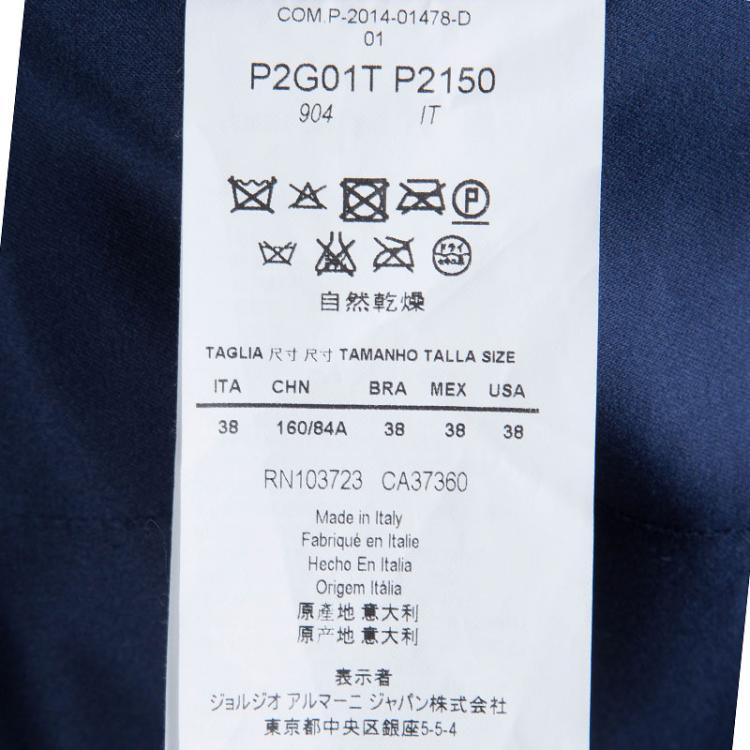 COM.P-2014-01478-D
01
P2G01T P2150
904 IT
P
ドライ
自然乾燥
TAGLIA 尺寸 尺寸 TAMANHO TALLA SIZE
ITA CHN BRA MEX USA
38 160/84A 38 38 38
RN103723 CA37360
Made in Italy
Fabriqué en Italie
Hecho En Italia
Origem Itália
原產地 意大利
原产地 意大利
表示者
ジョルジオ アルマーニ ジャパン株式会社
東京都中央区銀座5-5-4